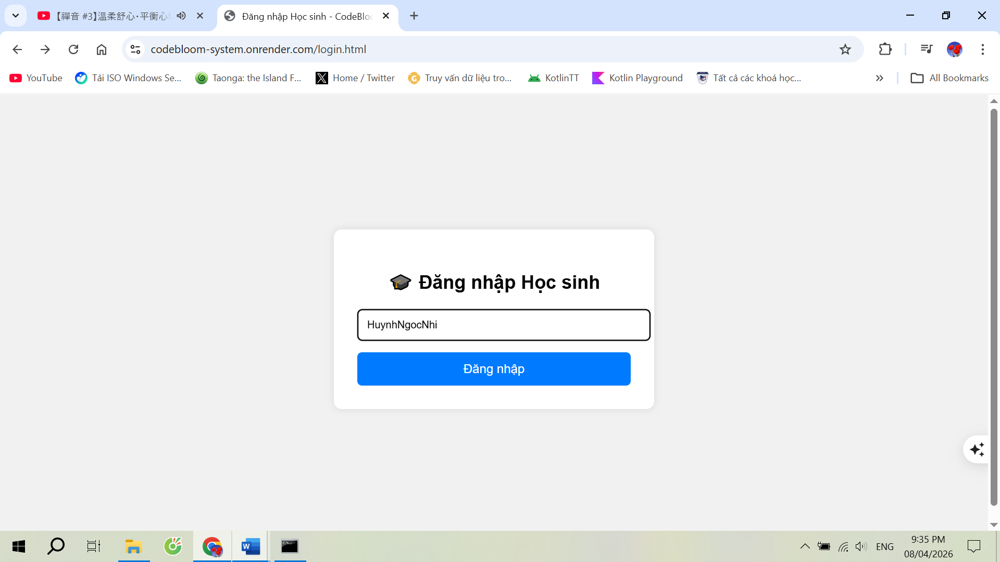 【禪音 #3】溫柔舒心·平衡心
Đăng nhập Học sinh - CodeBloo
codebloom-system.onrender.com/login.html
YouTube
Tải ISO Windows Se...
Taonga: the Island F...
Home / Twitter
Truy vấn dữ liệu tro...
KotlinTT
Kotlin Playground
Tất cả các khoá học...
All Bookmarks
🎓 Đăng nhập Học sinh
HuynhNgocNhi
Đăng nhập
ENG
9:35 PM
08/04/2026